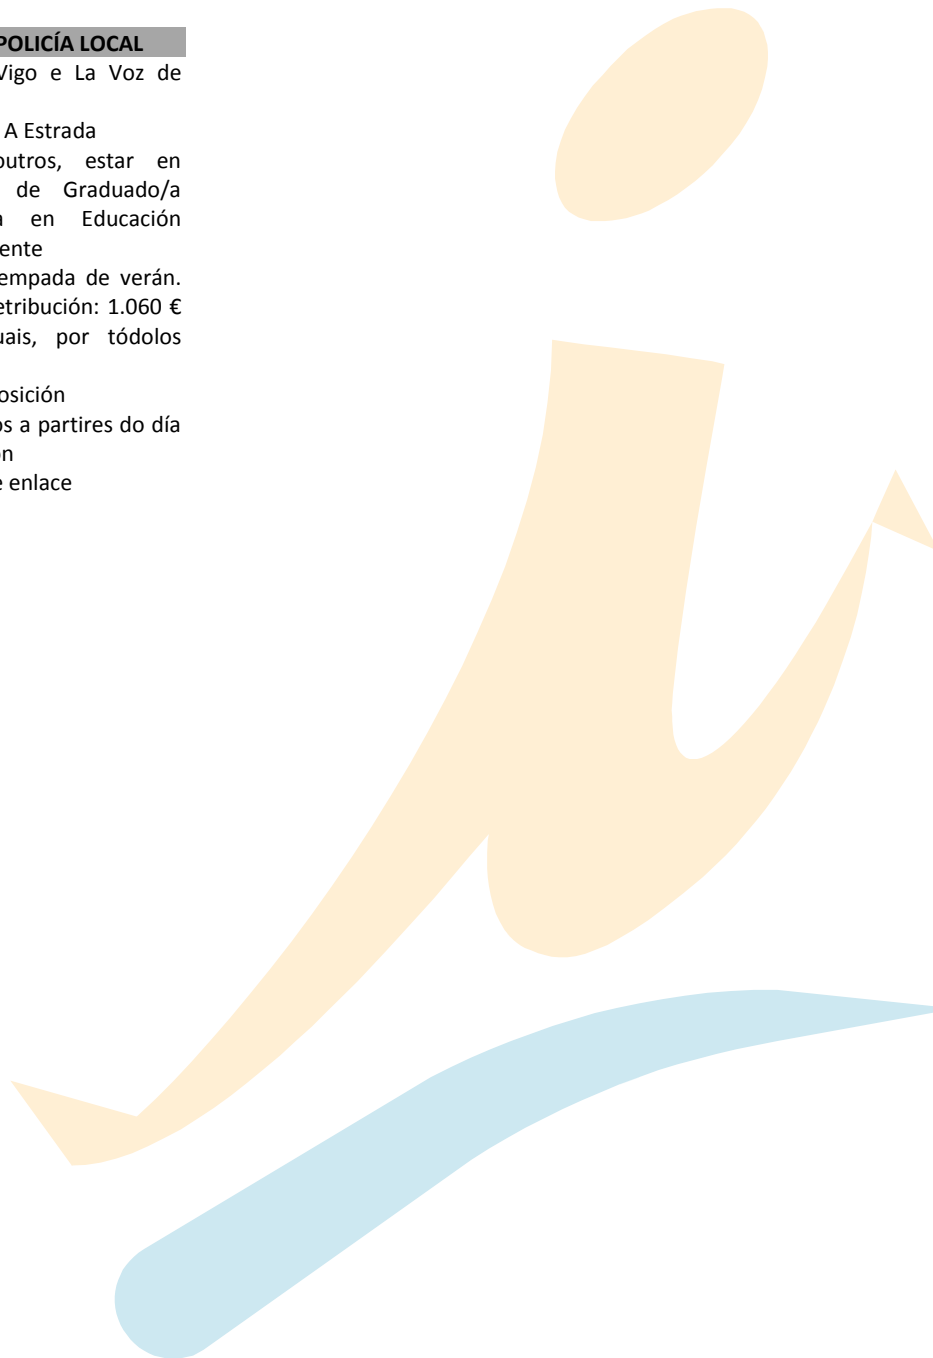 POLICÍA LOCAL
Vigo e La Voz de
A Estrada
outros, estar en
de Graduado/a
en Educación
ente
empada de verán.
etribución: 1.060 €
uais, por tódolos
osición
os a partires do día
on
e enlace